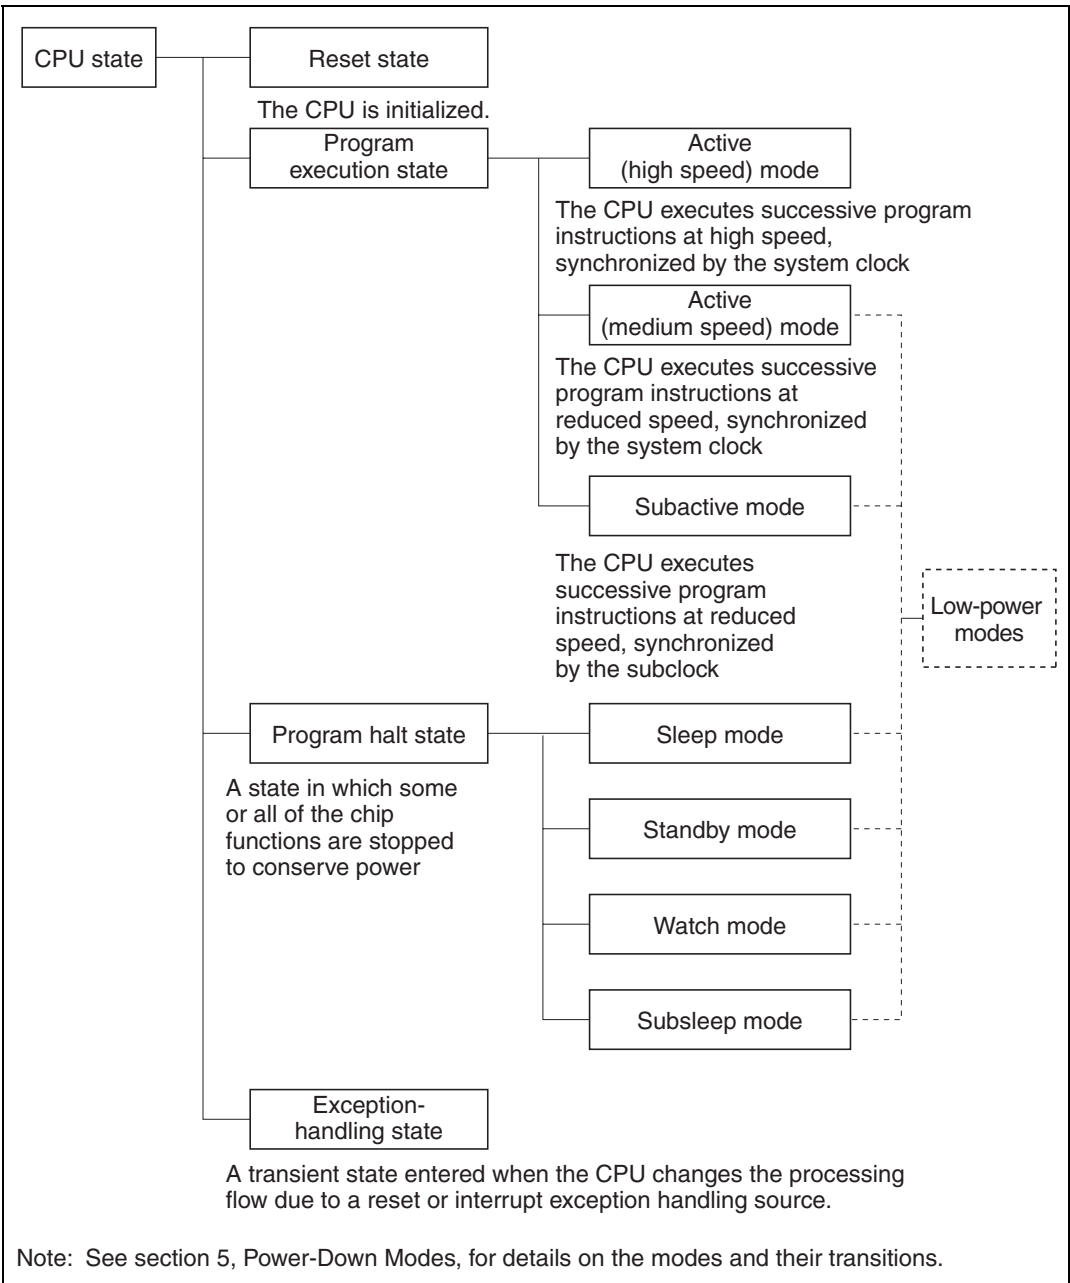 CPU state
Reset state
The CPU is initialized.
Program
execution state
Active
(high speed) mode
The CPU executes successive program
instructions at high speed,
synchronized by the system clock
Active
(medium speed) mode
The CPU executes successive
program instructions at
reduced speed, synchronized
by the system clock
Subactive mode
The CPU executes
successive program
instructions at reduced
speed, synchronized
by the subclock
Low-power
modes
Program halt state
A state in which some
or all of the chip
functions are stopped
to conserve power
Sleep mode
Standby mode
Watch mode
Subsleep mode
Exception-
handling state
A transient state entered when the CPU changes the processing
flow due to a reset or interrupt exception handling source.
Note: See section 5, Power-Down Modes, for details on the modes and their transitions.